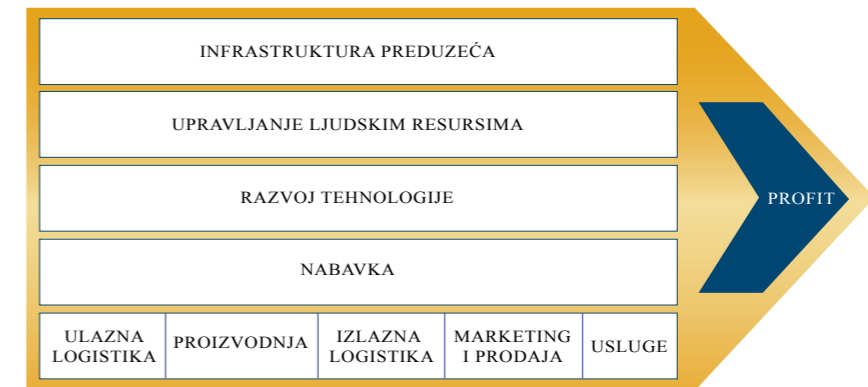 INFRASTRUKTURA PREDUZEĆA
UPRAVLJANJE LJUDSKIM RESURSIMA
RAZVOJ TEHNOLOGIJE
PROFIT
NABAVKA
ULAZNA
LOGISTIKA
PROIZVODNJA
IZLAZNA
LOGISTIKA
MARKETING
I PRODAJA
USLUGE